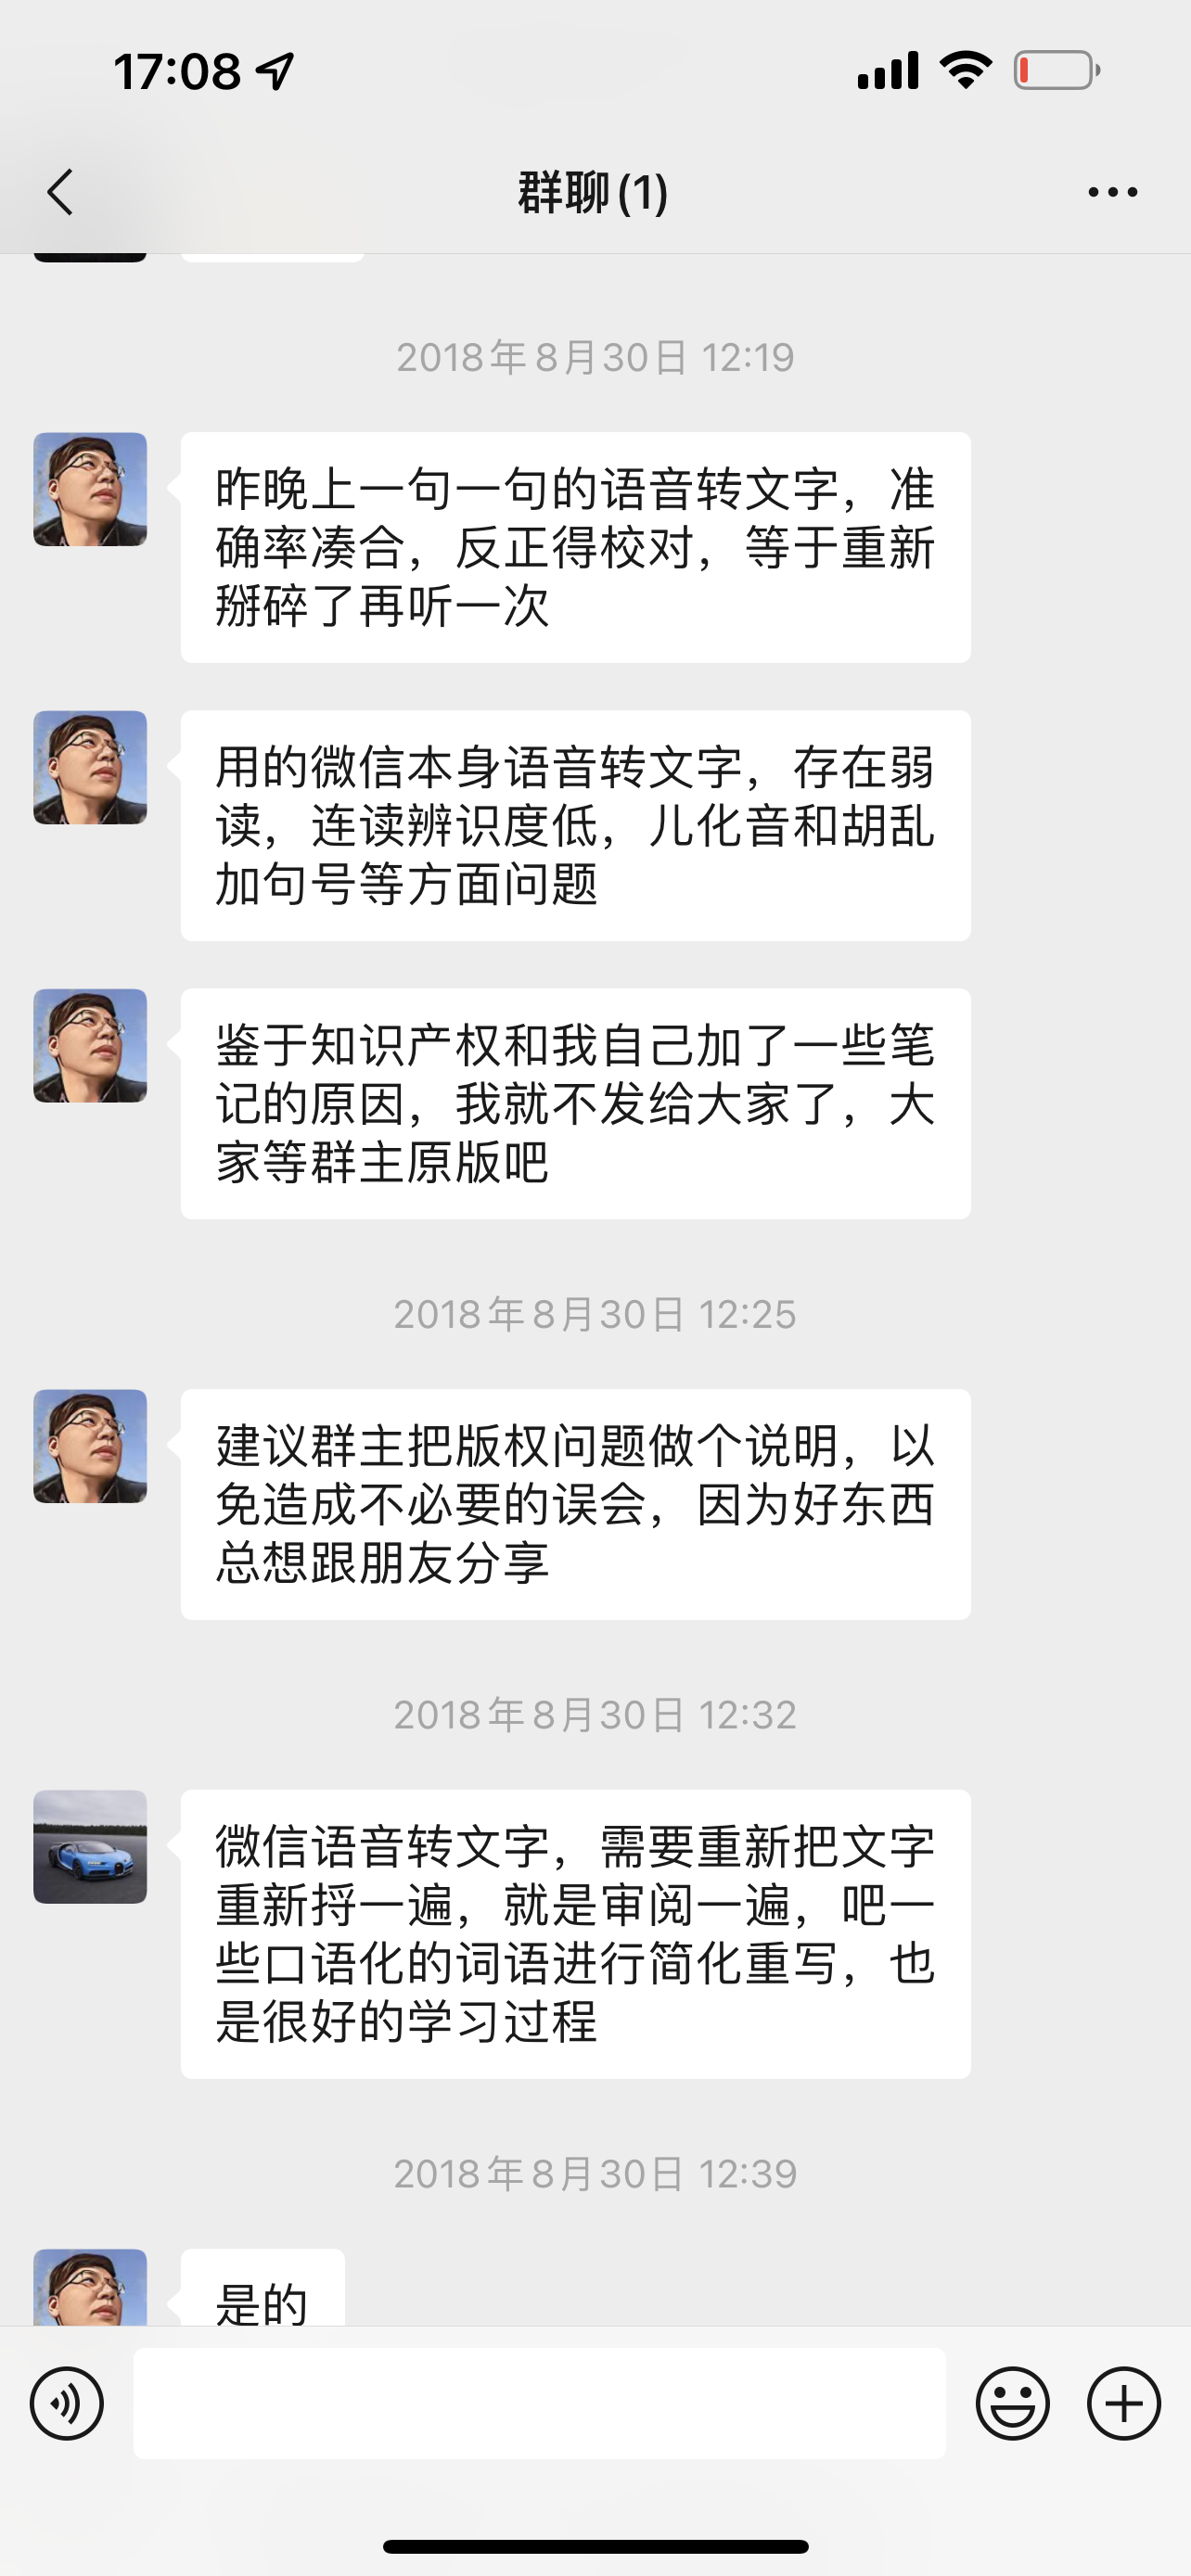 17:08
群聊(1)
2018年8月30日 12:19
昨晚上一句一句的语音转文字，准
确率凑合，反正得校对，等于重新
掰碎了再听一次
用的微信本身语音转文字，存在弱
读，连读辨识度低，儿化音和胡乱
加句号等方面问题
鉴于知识产权和我自己加了一些笔
记的原因，我就不发给大家了，大
家等群主原版吧
2018年8月30日 12:25
建议群主把版权问题做个说明，以
免造成不必要的误会，因为好东西
总想跟朋友分享
2018年8月30日 12:32
微信语音转文字，需要重新把文字
重新捋一遍，就是审阅一遍，吧一
些口语化的词语进行简化重写，也
是很好的学习过程
2018年8月30日 12:39
是的